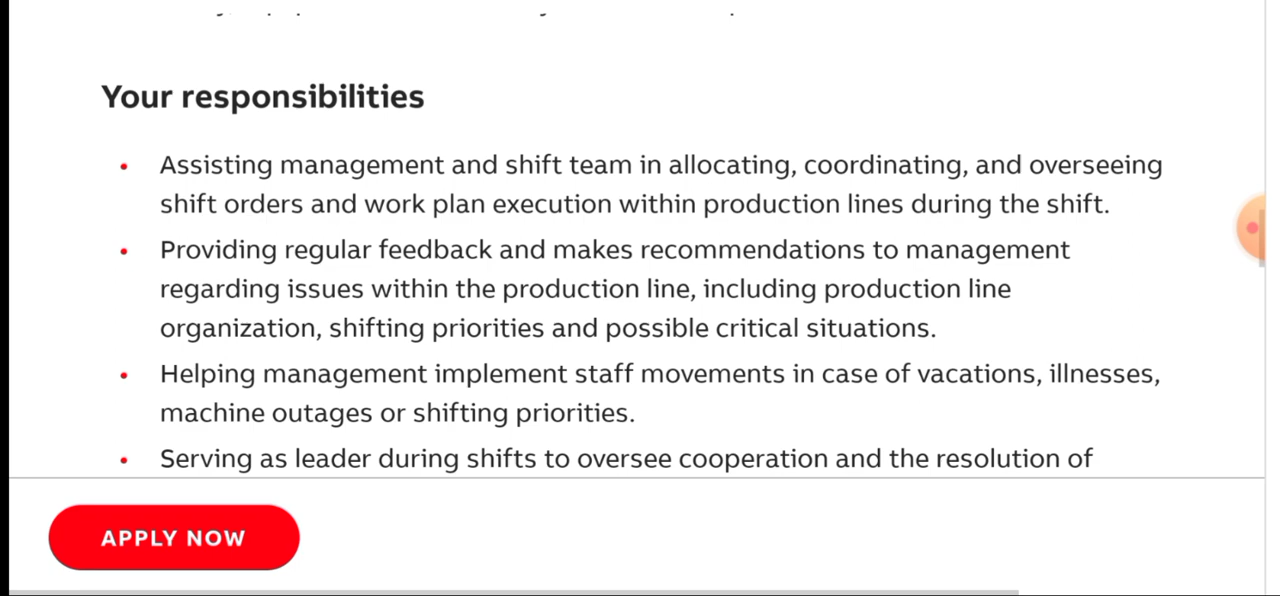 Your responsibilities
• Assisting management and shift team in allocating, coordinating, and overseeing
shift orders and work plan execution within production lines during the shift.
• Providing regular feedback and makes recommendations to management
regarding issues within the production line, including production line
organization, shifting priorities and possible critical situations.
• Helping management implement staff movements in case of vacations, illnesses,
machine outages or shifting priorities.
• Serving as leader during shifts to oversee cooperation and the resolution of
APPLY NOW